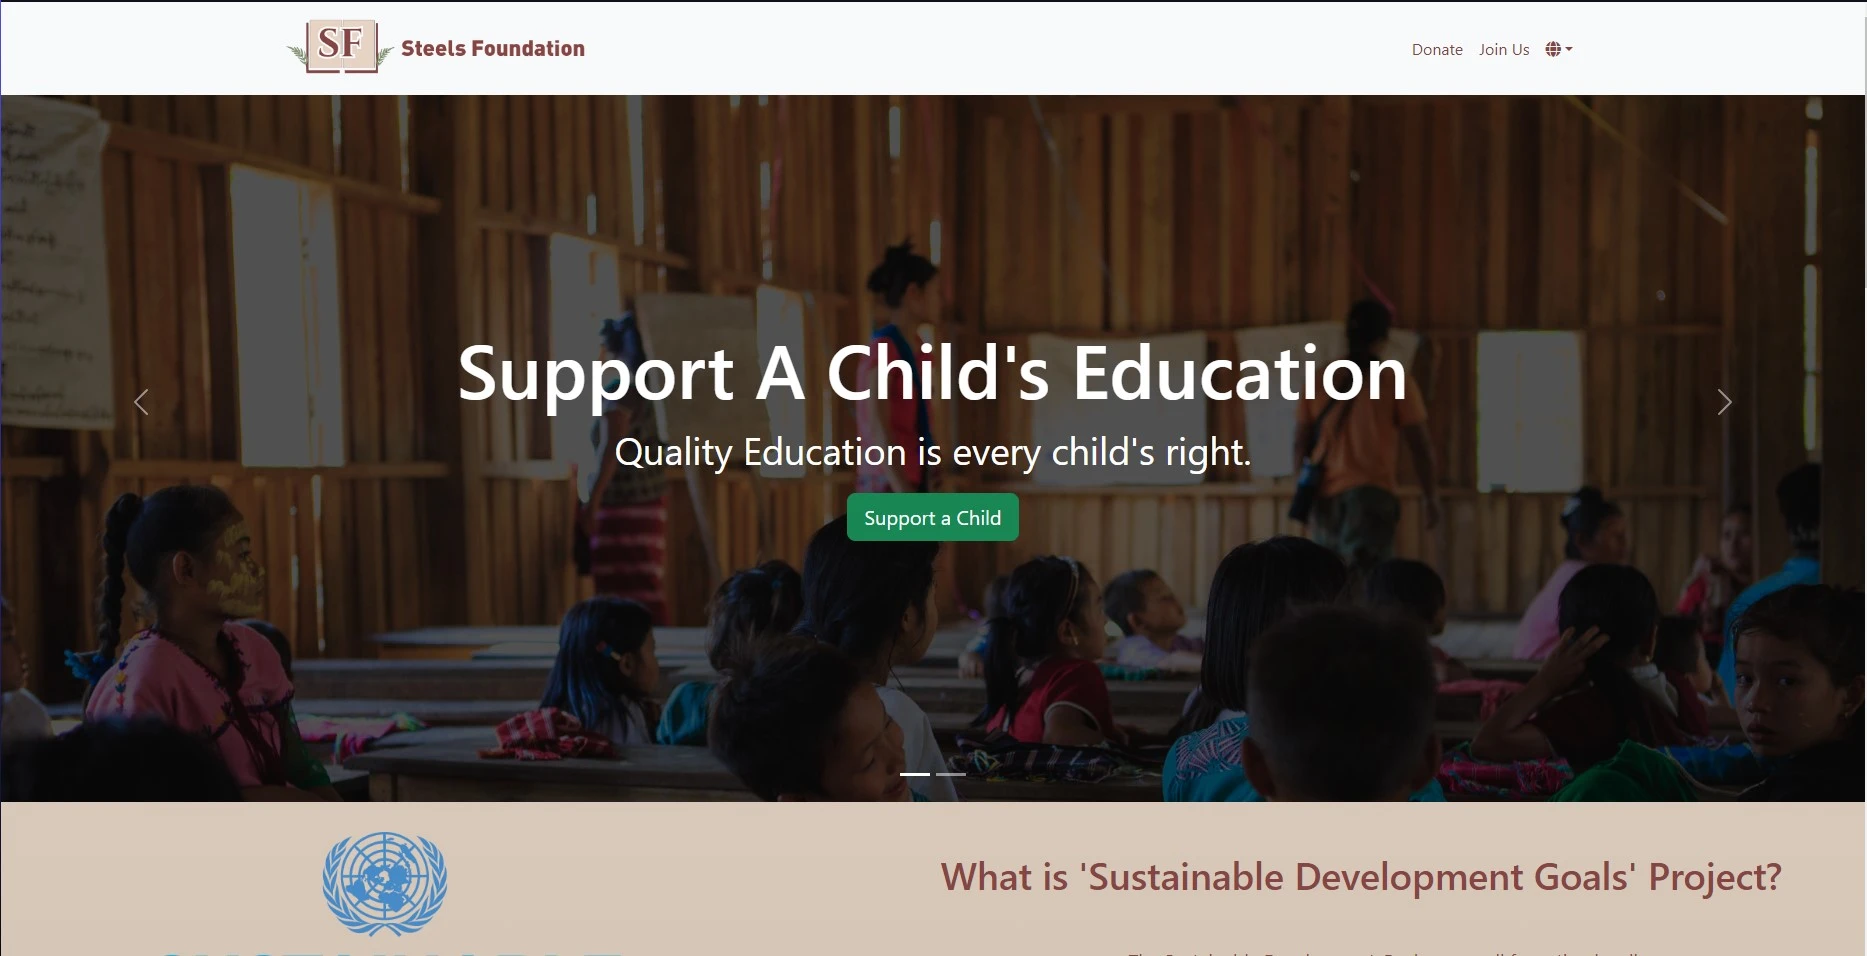 SF Steels Foundation
Donate Join Us
Support A Child's Education
Quality Education is every child's right.
Support a Child
What is 'Sustainable Development Goals' Project?